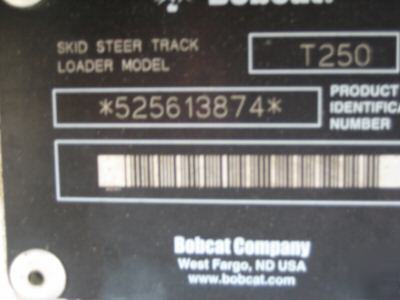 Bobcat.
SKID STEER TRACK
LOADER MODEL
T250
*525613874*
PRODUCT
IDENTIFICA
NUMBER
Bobcat Company
West Fargo, ND USA
www.bobcat.com